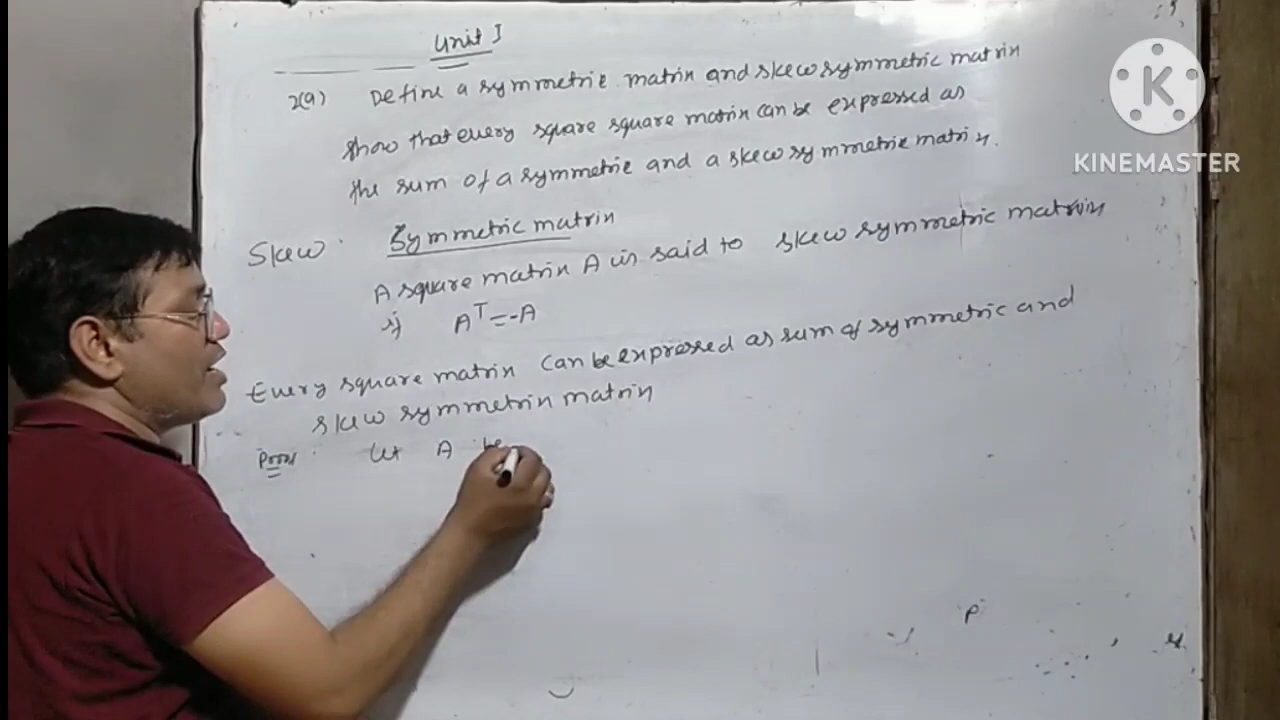 Unit I
2(a) Define a symmetric matrix and skew symmetric matrix
show that every square square matrix can be expressed as
the sum of a symmetric and a skew symmetric matrix.
Skew Symmetric matrix
A square matrix A is said to skew symmetric matrix
if A^T = -A
Every square matrix can be expressed as sum of symmetric and
skew symmetrix matrix
Proof Let A be
K
KINEMASTER
P